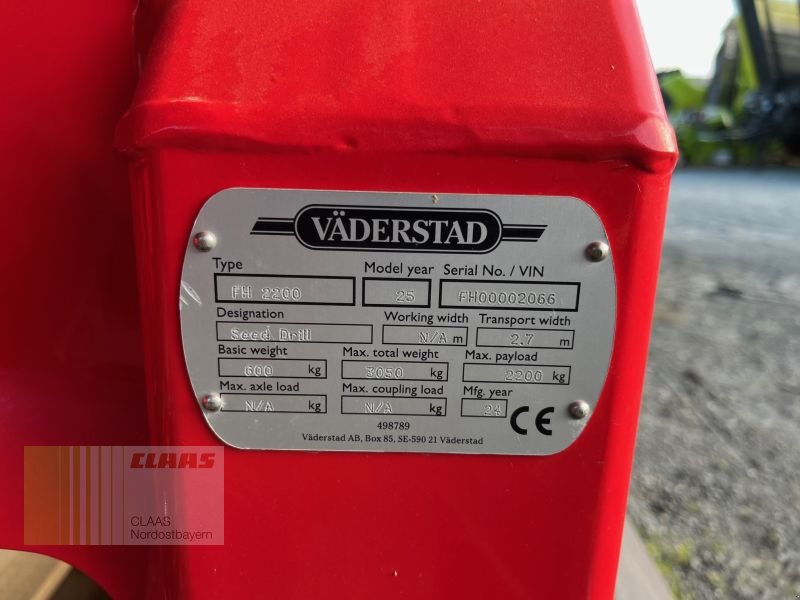 VÄDERSTAD
Type Model year Serial No. / VIN
FH 2200 25 FH00002066
Designation Working width Transport width
Seed Drill N/A m 2.7 m
Basic weight Max. total weight Max. payload
600 kg 3050 kg 2200 kg
Max. axle load Max. coupling load Mfg. year
N/A kg N/A kg 24 CE
498789
Väderstad AB, Box 85, SE-590 21 Väderstad
CLAAS
CLAAS
Nordostbayern